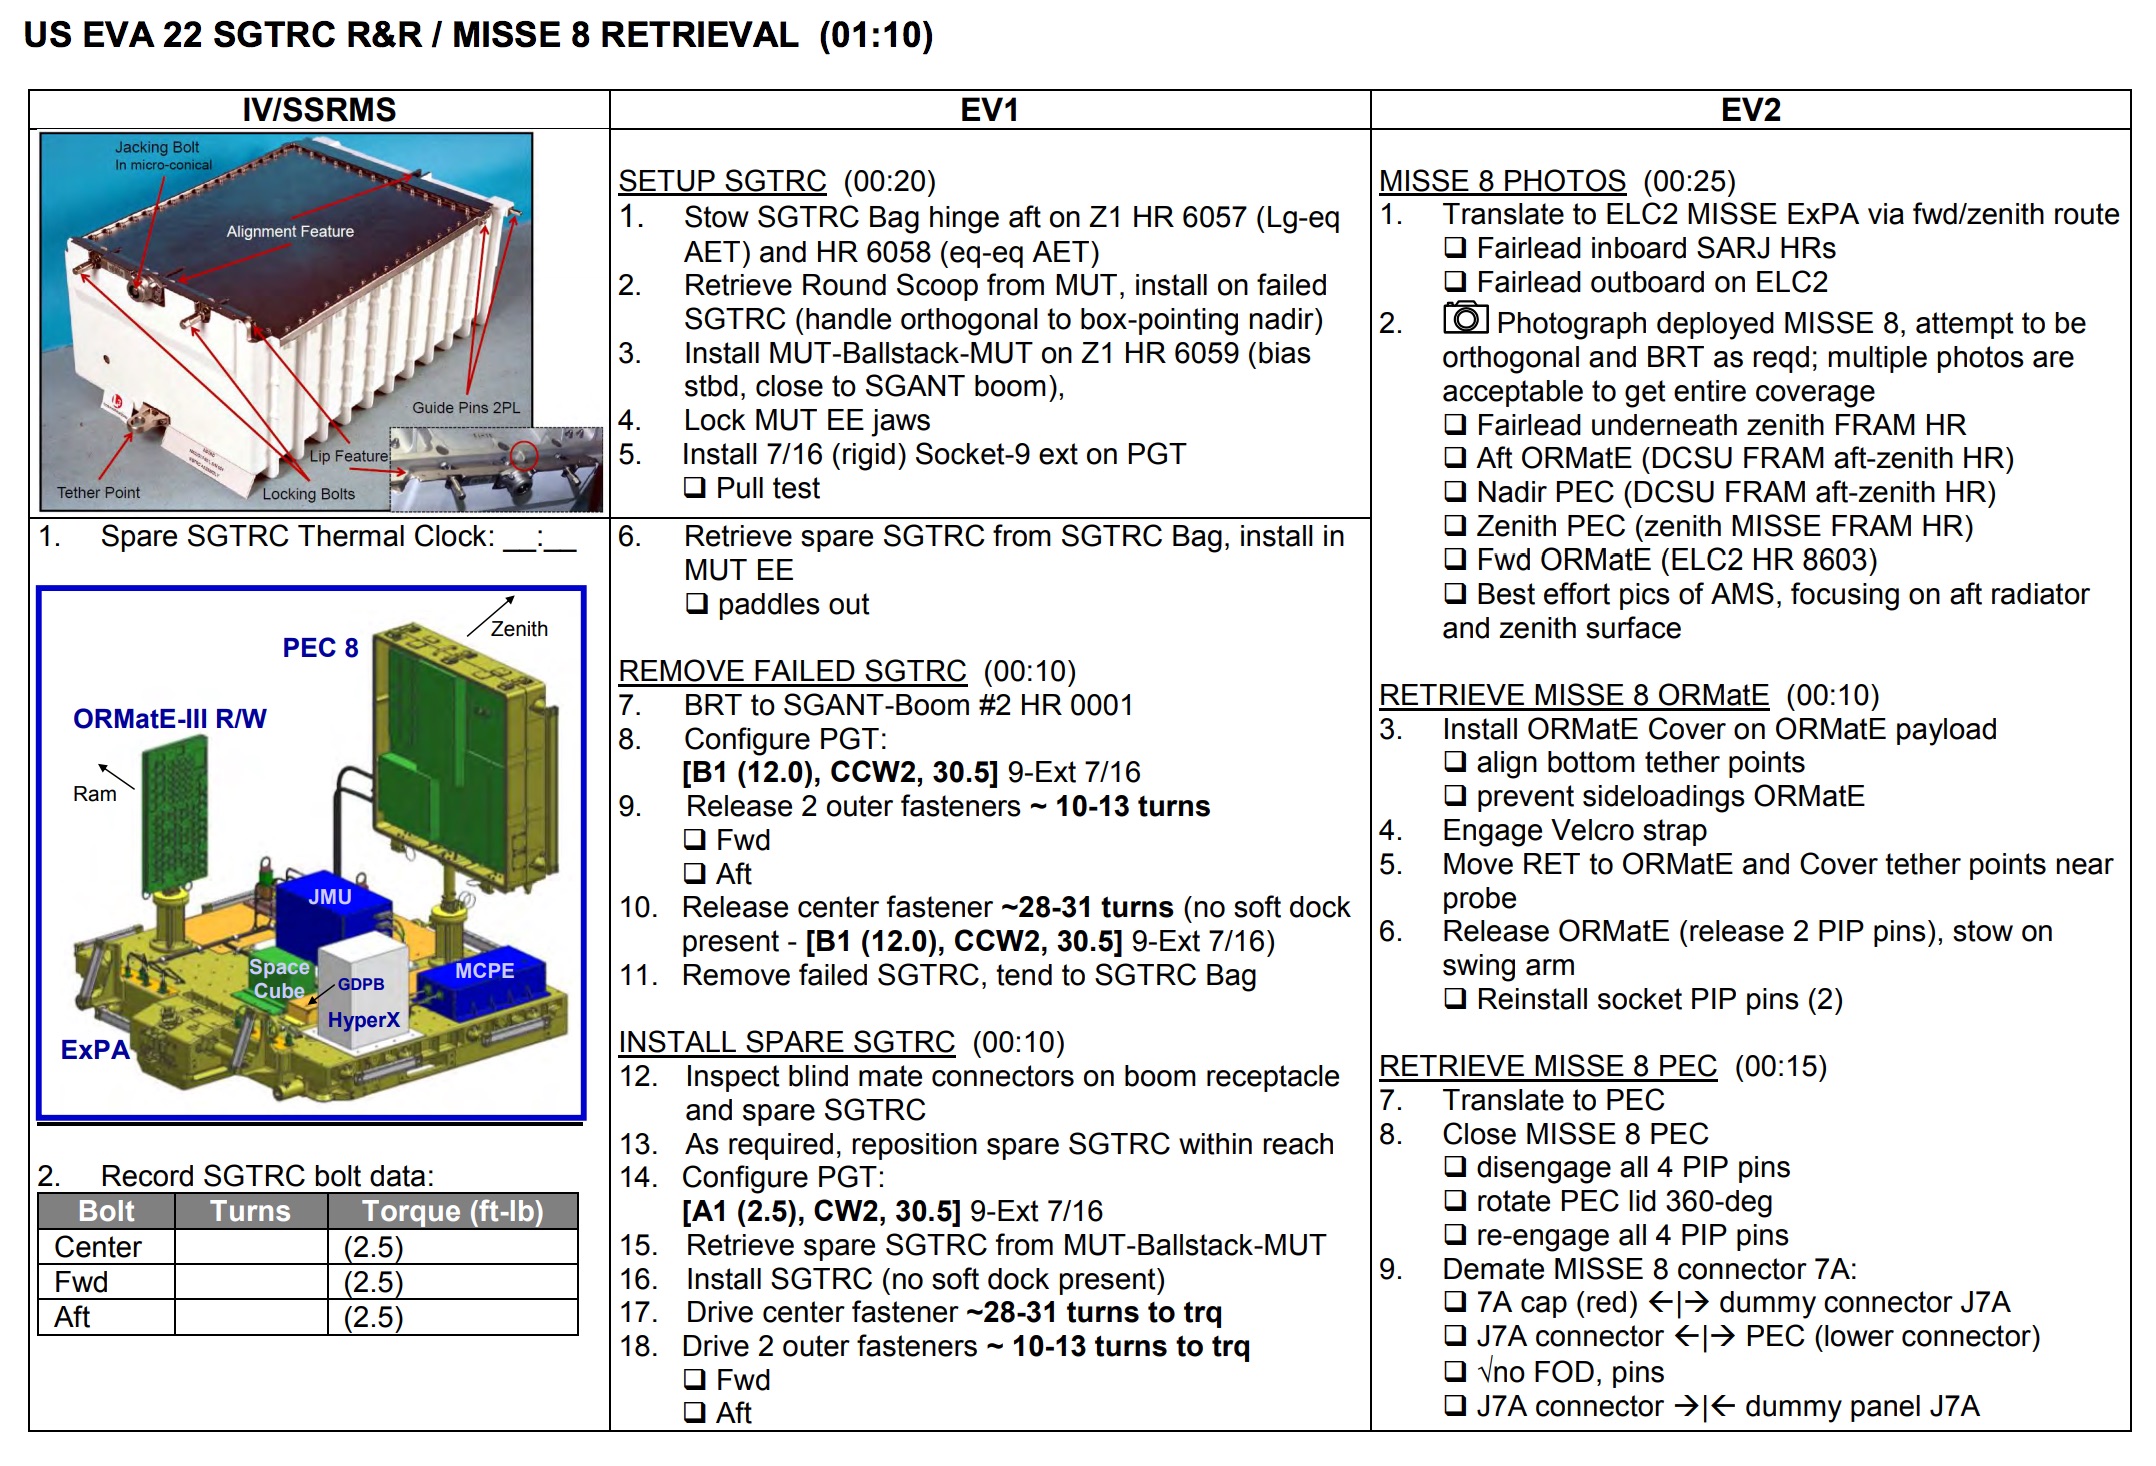 US EVA 22 SGTRC R&R / MISSE 8 RETRIEVAL (01:10)
IV/SSRMS
Jacking Bolt
In micro-conical
Alignment Feature
Guide Pins 2PL
Lip Feature
Tether Point
Locking Bolts
1. Spare SGTRC Thermal Clock: __:__
Zenith
PEC 8
ORMatE-III R/W
Ram
JMU
Space
Cube
GDPB
MCPE
HyperX
ExPA
2. Record SGTRC bolt data:
Bolt Turns Torque (ft-lb)
Center (2.5)
Fwd (2.5)
Aft (2.5)
EV1
SETUP SGTRC (00:20)
1. Stow SGTRC Bag hinge aft on Z1 HR 6057 (Lg-eq
AET) and HR 6058 (eq-eq AET)
2. Retrieve Round Scoop from MUT, install on failed
SGTRC (handle orthogonal to box-pointing nadir)
3. Install MUT-Ballstack-MUT on Z1 HR 6059 (bias
stbd, close to SGANT boom),
4. Lock MUT EE jaws
5. Install 7/16 (rigid) Socket-9 ext on PGT
❑ Pull test
6. Retrieve spare SGTRC from SGTRC Bag, install in
MUT EE
❑ paddles out
REMOVE FAILED SGTRC (00:10)
7. BRT to SGANT-Boom #2 HR 0001
8. Configure PGT:
[B1 (12.0), CCW2, 30.5] 9-Ext 7/16
9. Release 2 outer fasteners ~ 10-13 turns
❑ Fwd
❑ Aft
10. Release center fastener ~28-31 turns (no soft dock
present - [B1 (12.0), CCW2, 30.5] 9-Ext 7/16)
11. Remove failed SGTRC, tend to SGTRC Bag
INSTALL SPARE SGTRC (00:10)
12. Inspect blind mate connectors on boom receptacle
and spare SGTRC
13. As required, reposition spare SGTRC within reach
14. Configure PGT:
[A1 (2.5), CW2, 30.5] 9-Ext 7/16
15. Retrieve spare SGTRC from MUT-Ballstack-MUT
16. Install SGTRC (no soft dock present)
17. Drive center fastener ~28-31 turns to trq
18. Drive 2 outer fasteners ~ 10-13 turns to trq
❑ Fwd
❑ Aft
EV2
MISSE 8 PHOTOS (00:25)
1. Translate to ELC2 MISSE ExPA via fwd/zenith route
❑ Fairlead inboard SARJ HRs
❑ Fairlead outboard on ELC2
2. Photograph deployed MISSE 8, attempt to be
orthogonal and BRT as reqd; multiple photos are
acceptable to get entire coverage
❑ Fairlead underneath zenith FRAM HR
❑ Aft ORMatE (DCSU FRAM aft-zenith HR)
❑ Nadir PEC (DCSU FRAM aft-zenith HR)
❑ Zenith PEC (zenith MISSE FRAM HR)
❑ Fwd ORMatE (ELC2 HR 8603)
❑ Best effort pics of AMS, focusing on aft radiator
and zenith surface
RETRIEVE MISSE 8 ORMatE (00:10)
3. Install ORMatE Cover on ORMatE payload
❑ align bottom tether points
❑ prevent sideloadings ORMatE
4. Engage Velcro strap
5. Move RET to ORMatE and Cover tether points near
probe
6. Release ORMatE (release 2 PIP pins), stow on
swing arm
❑ Reinstall socket PIP pins (2)
RETRIEVE MISSE 8 PEC (00:15)
7. Translate to PEC
8. Close MISSE 8 PEC
❑ disengage all 4 PIP pins
❑ rotate PEC lid 360-deg
❑ re-engage all 4 PIP pins
9. Demate MISSE 8 connector 7A:
❑ 7A cap (red) ←|→ dummy connector J7A
❑ J7A connector ←|→ PEC (lower connector)
❑ √no FOD, pins
❑ J7A connector →|← dummy panel J7A